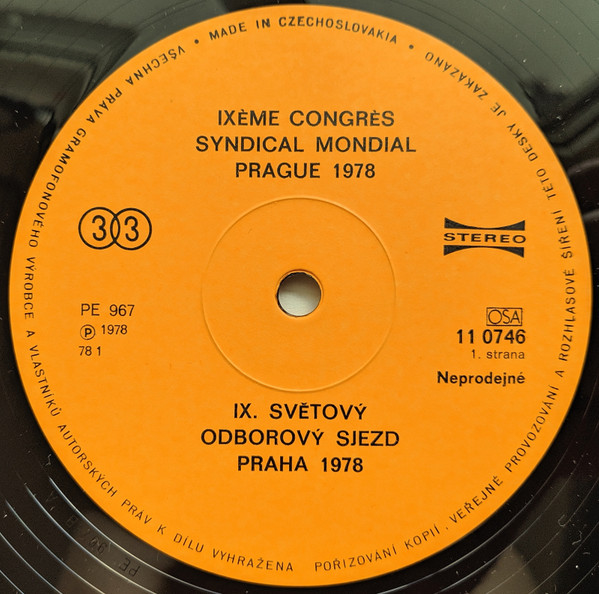 IXÈME CONGRÈS
SYNDICAL MONDIAL
PRAGUE 1978
33
STEREO
PE 967
Ⓟ 1978
78 1
OSA
11 0746
1. strana
Neprodejné
IX. SVĚTOVÝ
ODBOROVÝ SJEZD
PRAHA 1978
• MADE IN CZECHOSLOVAKIA •
VŠECHNA PRÁVA GRAMOFONOVÉHO VÝROBCE A VLASTNÍKŮ AUTORSKÝCH PRÁV K DÍLU VYHRAŽENA POŘIZOVÁNÍ KOPIÍ. VEŘEJNÉ PROVOZOVÁNÍ A ROZHLASOVÉ ŠÍŘENÍ TÉTO DESKY JE ZAKÁZÁNO